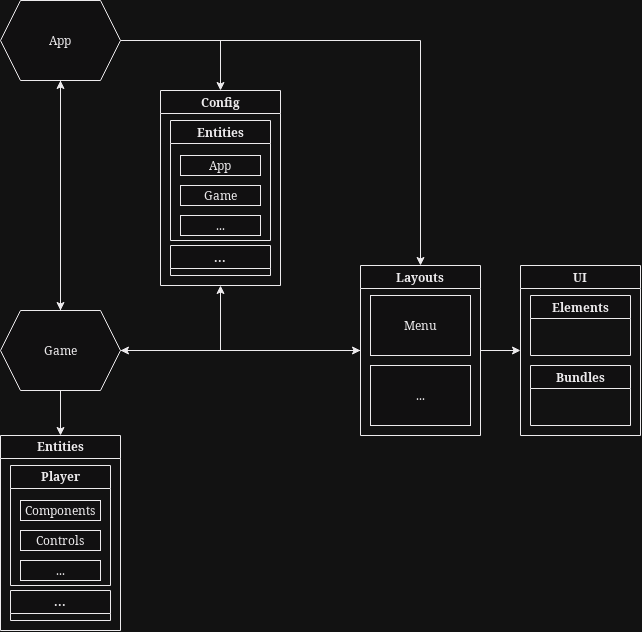 App
Config
Entities
App
Game
...
...
Layouts
Menu
...
UI
Elements
Bundles
Game
Entities
Player
Components
Controls
...
...